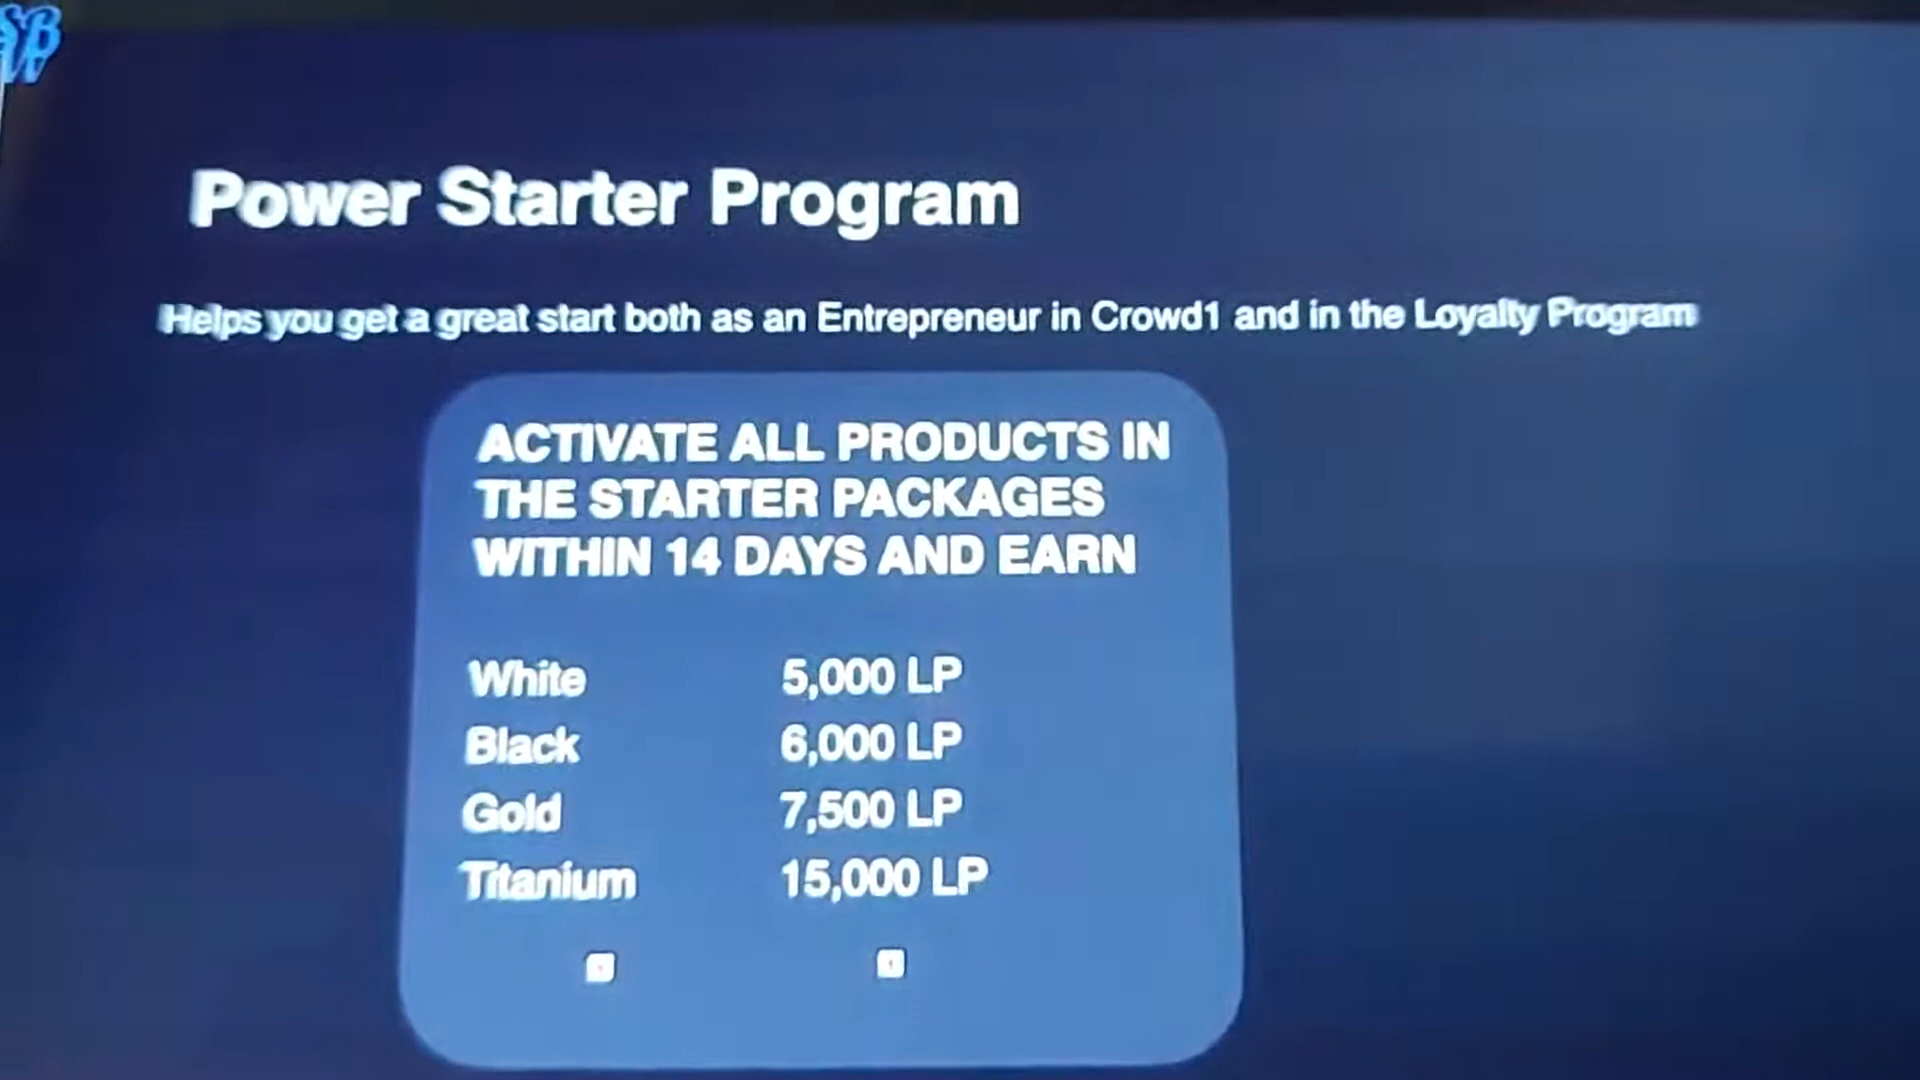 SB
W
Power Starter Program
Helps you get a great start both as an Entrepreneur in Crowd1 and in the Loyalty Program
ACTIVATE ALL PRODUCTS IN
THE STARTER PACKAGES
WITHIN 14 DAYS AND EARN
White 5,000 LP
Black 6,000 LP
Gold 7,500 LP
Titanium 15,000 LP